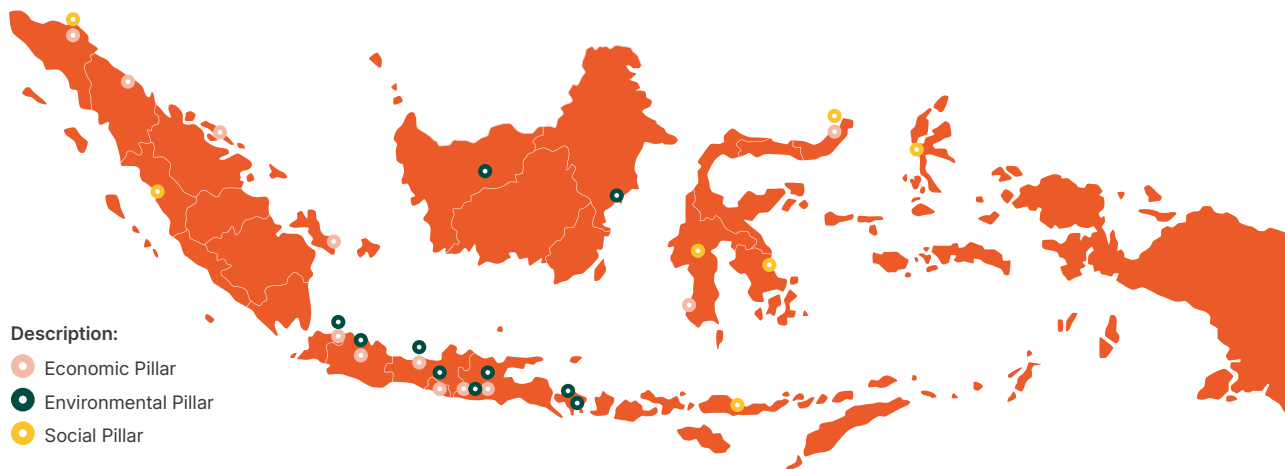 Description:
Economic Pillar
Environmental Pillar
Social Pillar